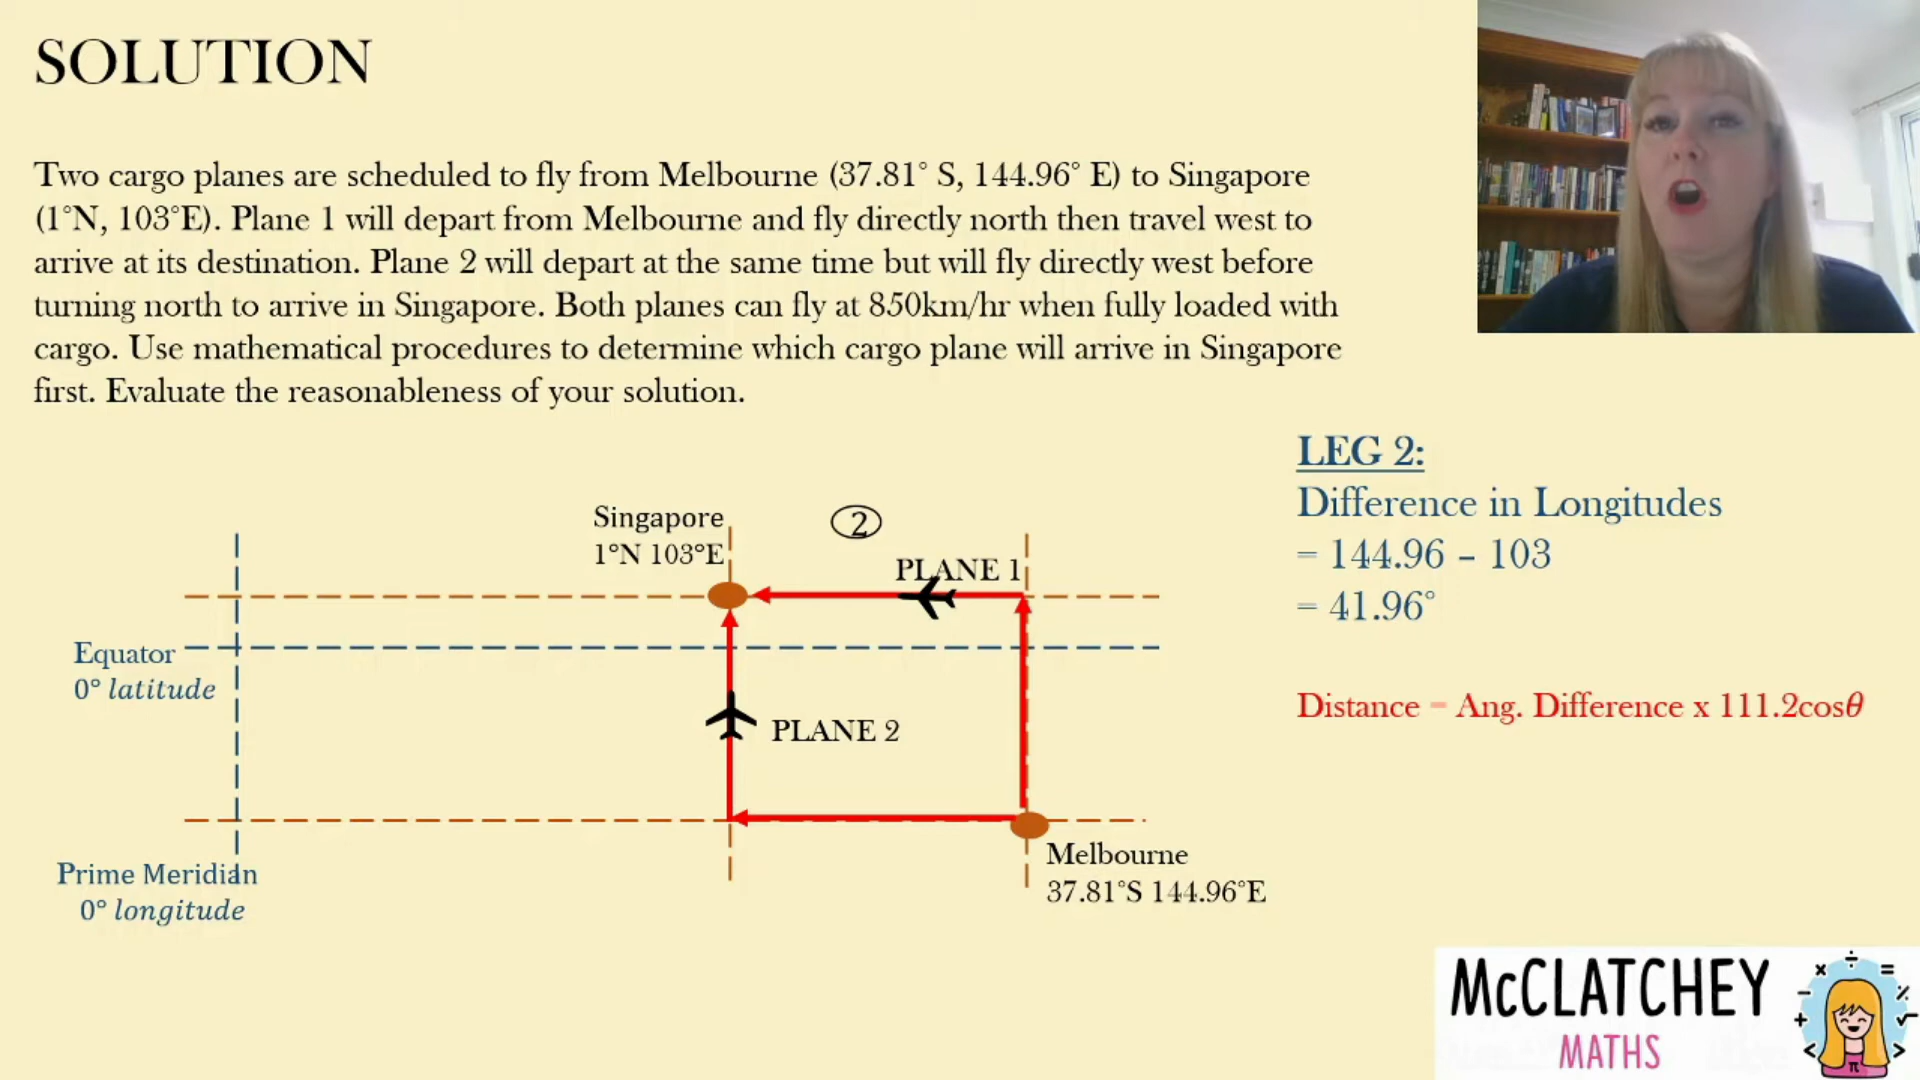 SOLUTION
Two cargo planes are scheduled to fly from Melbourne (37.81° S, 144.96° E) to Singapore
(1°N, 103°E). Plane 1 will depart from Melbourne and fly directly north then travel west to
arrive at its destination. Plane 2 will depart at the same time but will fly directly west before
turning north to arrive in Singapore. Both planes can fly at 850km/hr when fully loaded with
cargo. Use mathematical procedures to determine which cargo plane will arrive in Singapore
first. Evaluate the reasonableness of your solution.
LEG 2:
Difference in Longitudes
= 144.96 – 103
= 41.96°
Distance = Ang. Difference x 111.2cosθ
Singapore
1°N 103°E
2
PLANE 1
Equator
0° latitude
PLANE 2
Prime Meridian
0° longitude
Melbourne
37.81°S 144.96°E
McCLATCHEY
MATHS
× ÷ =
− %
+ √
< π >